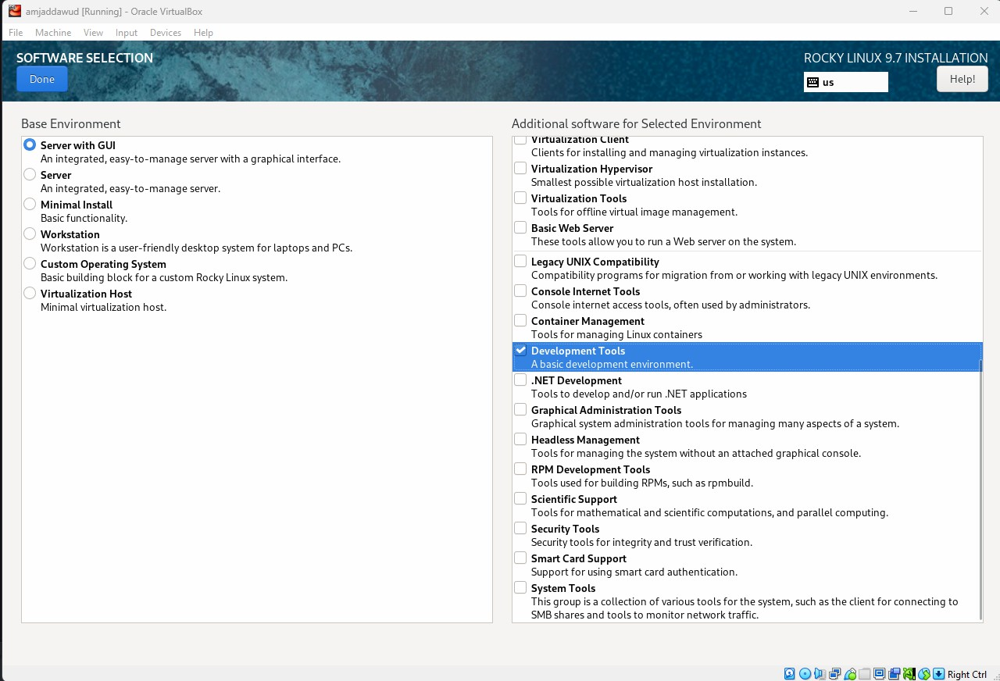 amjaddawud [Running] - Oracle VirtualBox
File Machine View Input Devices Help
SOFTWARE SELECTION
ROCKY LINUX 9.7 INSTALLATION
Done
us
Help!
Base Environment
Server with GUI
An integrated, easy-to-manage server with a graphical interface.
Server
An integrated, easy-to-manage server.
Minimal Install
Basic functionality.
Workstation
Workstation is a user-friendly desktop system for laptops and PCs.
Custom Operating System
Basic building block for a custom Rocky Linux system.
Virtualization Host
Minimal virtualization host.
Additional software for Selected Environment
Virtualization Client
Clients for installing and managing virtualization instances.
Virtualization Hypervisor
Smallest possible virtualization host installation.
Virtualization Tools
Tools for offline virtual image management.
Basic Web Server
These tools allow you to run a Web server on the system.
Legacy UNIX Compatibility
Compatibility programs for migration from or working with legacy UNIX environments.
Console Internet Tools
Console internet access tools, often used by administrators.
Container Management
Tools for managing Linux containers
Development Tools
A basic development environment.
.NET Development
Tools to develop and/or run .NET applications
Graphical Administration Tools
Graphical system administration tools for managing many aspects of a system.
Headless Management
Tools for managing the system without an attached graphical console.
RPM Development Tools
Tools used for building RPMs, such as rpmbuild.
Scientific Support
Tools for mathematical and scientific computations, and parallel computing.
Security Tools
Security tools for integrity and trust verification.
Smart Card Support
Support for using smart card authentication.
System Tools
This group is a collection of various tools for the system, such as the client for connecting to
SMB shares and tools to monitor network traffic.
Right Ctrl